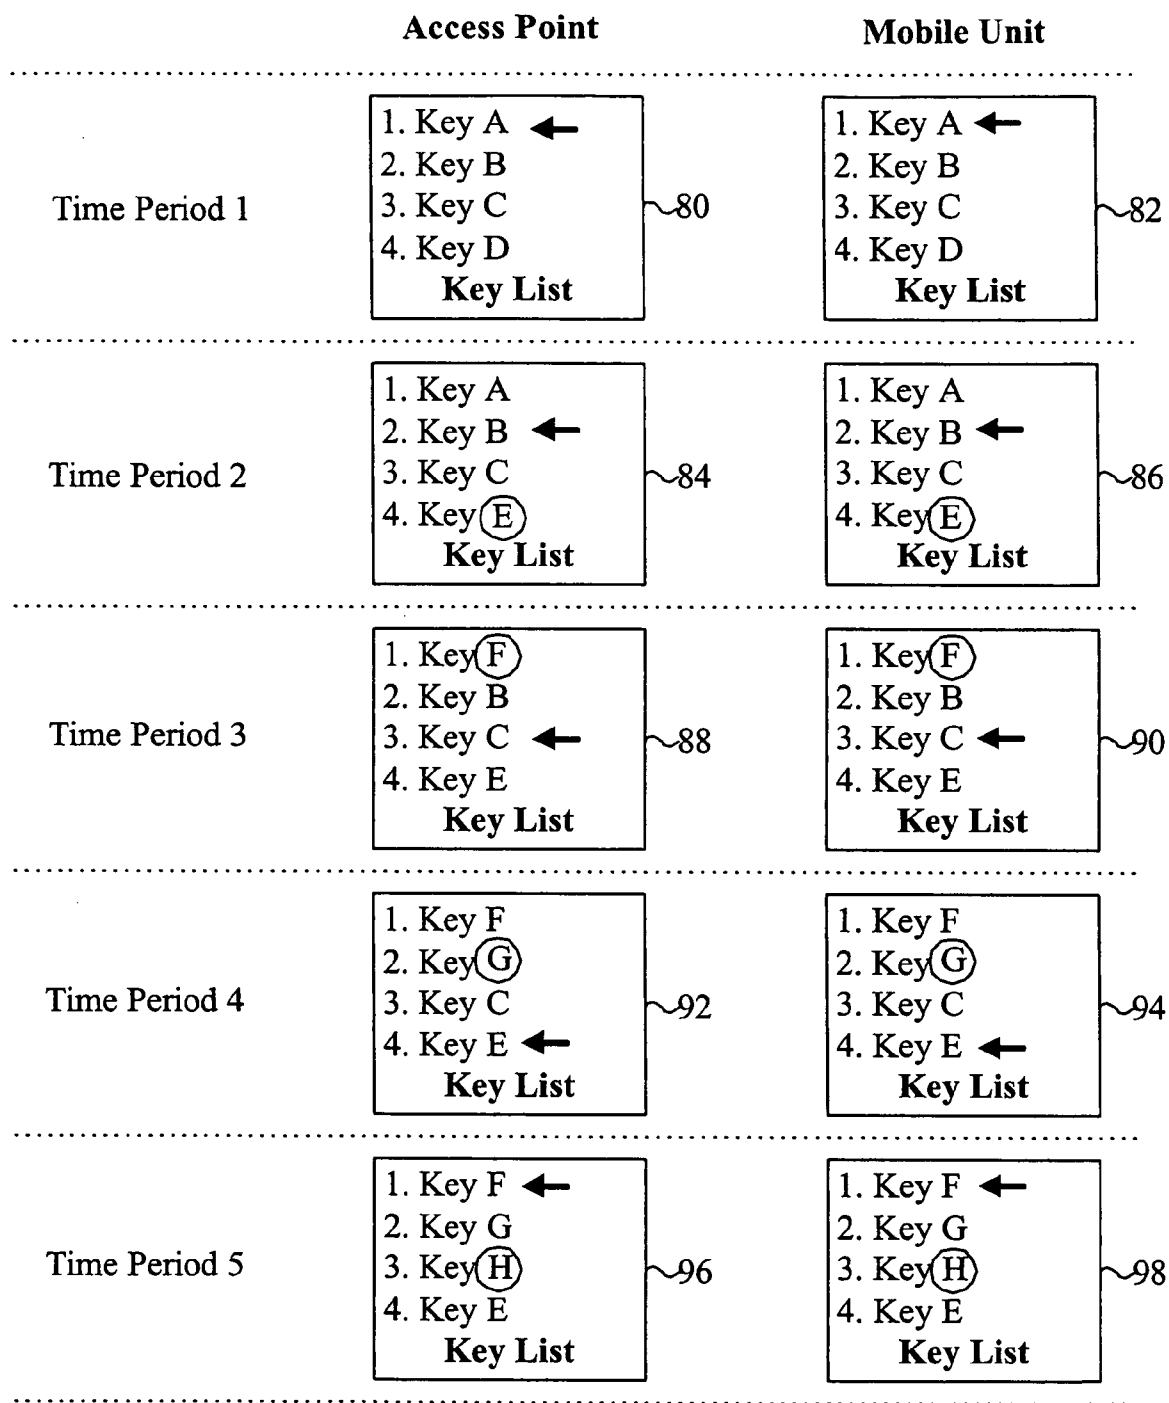 Access Point Mobile Unit
Time Period 1
1. Key A
2. Key B
3. Key C
4. Key D
Key List
80
1. Key A
2. Key B
3. Key C
4. Key D
Key List
82
Time Period 2
1. Key A
2. Key B
3. Key C
4. Key E
Key List
84
1. Key A
2. Key B
3. Key C
4. Key E
Key List
86
Time Period 3
1. Key F
2. Key B
3. Key C
4. Key E
Key List
88
1. Key F
2. Key B
3. Key C
4. Key E
Key List
90
Time Period 4
1. Key F
2. Key G
3. Key C
4. Key E
Key List
92
1. Key F
2. Key G
3. Key C
4. Key E
Key List
94
Time Period 5
1. Key F
2. Key G
3. Key H
4. Key E
Key List
96
1. Key F
2. Key G
3. Key H
4. Key E
Key List
98